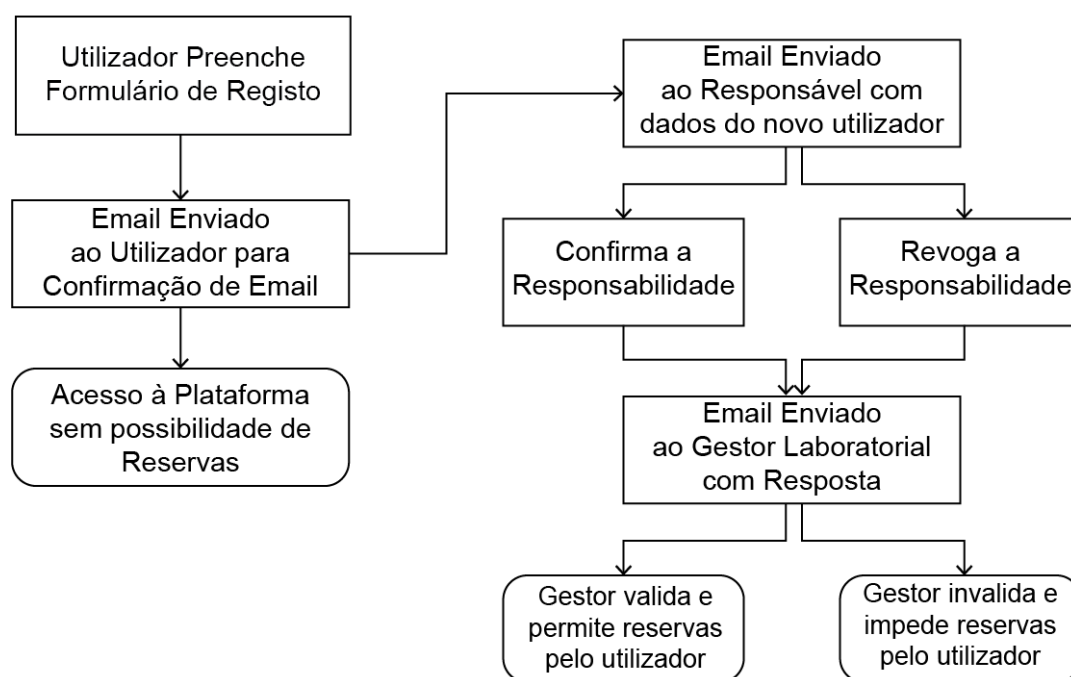 Utilizador Preenche
Formulário de Registo
Email Enviado
ao Utilizador para
Confirmação de Email
Acesso à Plataforma
sem possibilidade de
Reservas
Email Enviado
ao Responsável com
dados do novo utilizador
Confirma a
Responsabilidade
Revoga a
Responsabilidade
Email Enviado
ao Gestor Laboratorial
com Resposta
Gestor valida e
permite reservas
pelo utilizador
Gestor invalida e
impede reservas
pelo utilizador